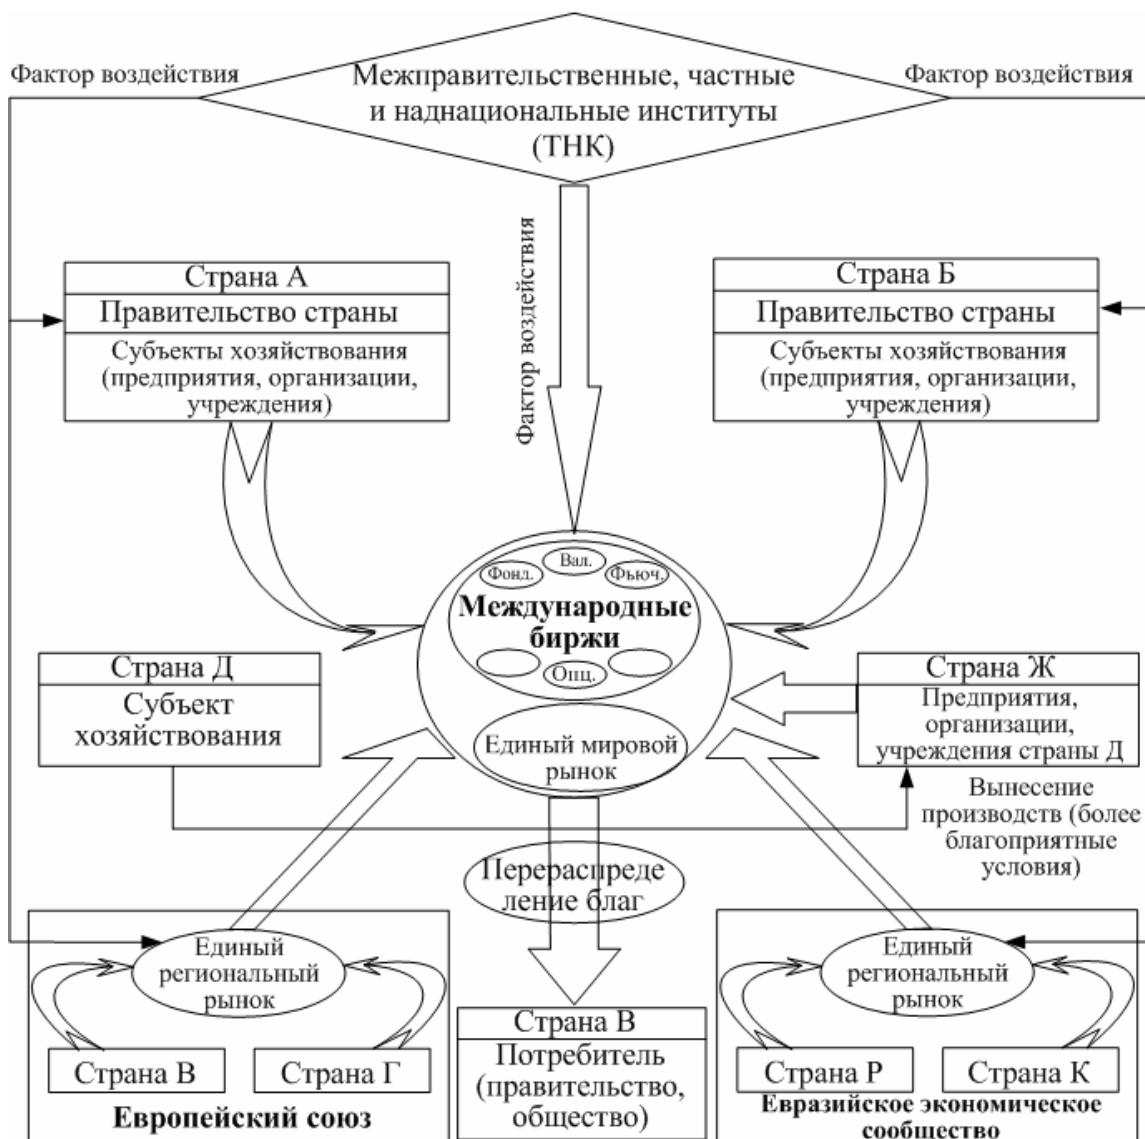 Фактор воздействия
Межправительственные, частные
и наднациональные институты
(ТНК)
Фактор воздействия
Фактор воздействия
Страна А
Правительство страны
Субъекты хозяйствования
(предприятия, организации,
учреждения)
Страна Б
Правительство страны
Субъекты хозяйствования
(предприятия, организации,
учреждения)
Фонд.
Вал.
Фьюч.
Международные
биржи
Опц.
Единый мировой
рынок
Страна Д
Субъект
хозяйствования
Страна Ж
Предприятия,
организации,
учреждения страны Д
Вынесение
производств (более
благоприятные
условия)
Перераспреде
ление благ
Единый
региональный
рынок
Страна В
Страна Г
Европейский союз
Страна В
Потребитель
(правительство,
общество)
Единый
региональный
рынок
Страна Р
Страна К
Евразийское экономическое
сообщество